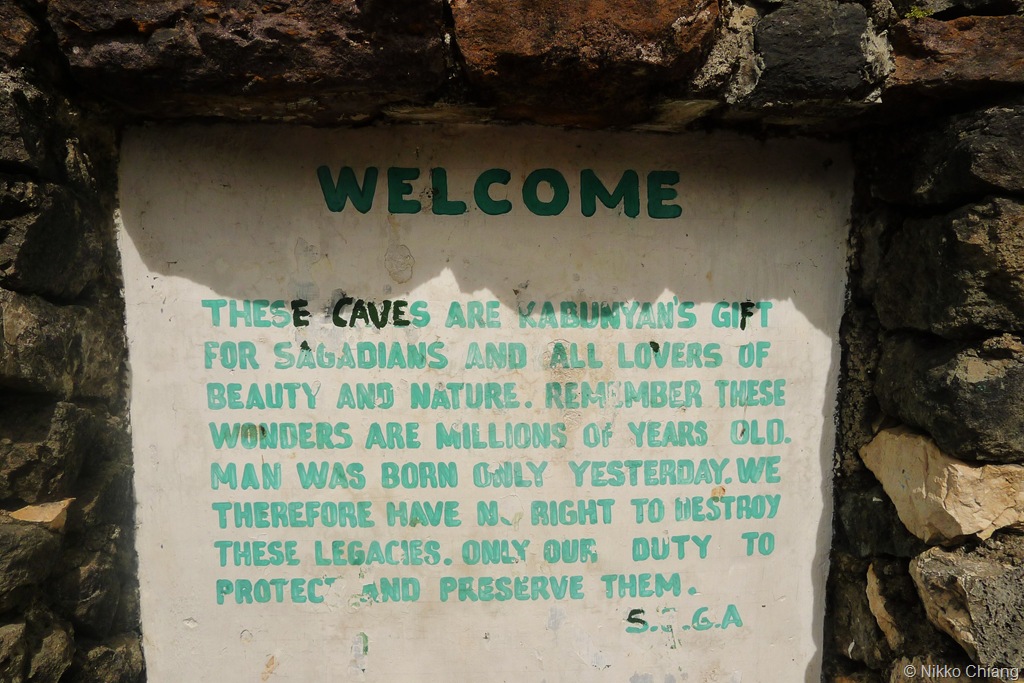 WELCOME
THESE CAVES ARE KABUNYAN'S GIFT
FOR SAGADIANS AND ALL LOVERS OF
BEAUTY AND NATURE. REMEMBER THESE
WONDERS ARE MILLIONS OF YEARS OLD.
MAN WAS BORN ONLY YESTERDAY. WE
THEREFORE HAVE NO RIGHT TO DESTROY
THESE LEGACIES. ONLY OUR DUTY TO
PROTECT AND PRESERVE THEM.
© Nikko Chiang